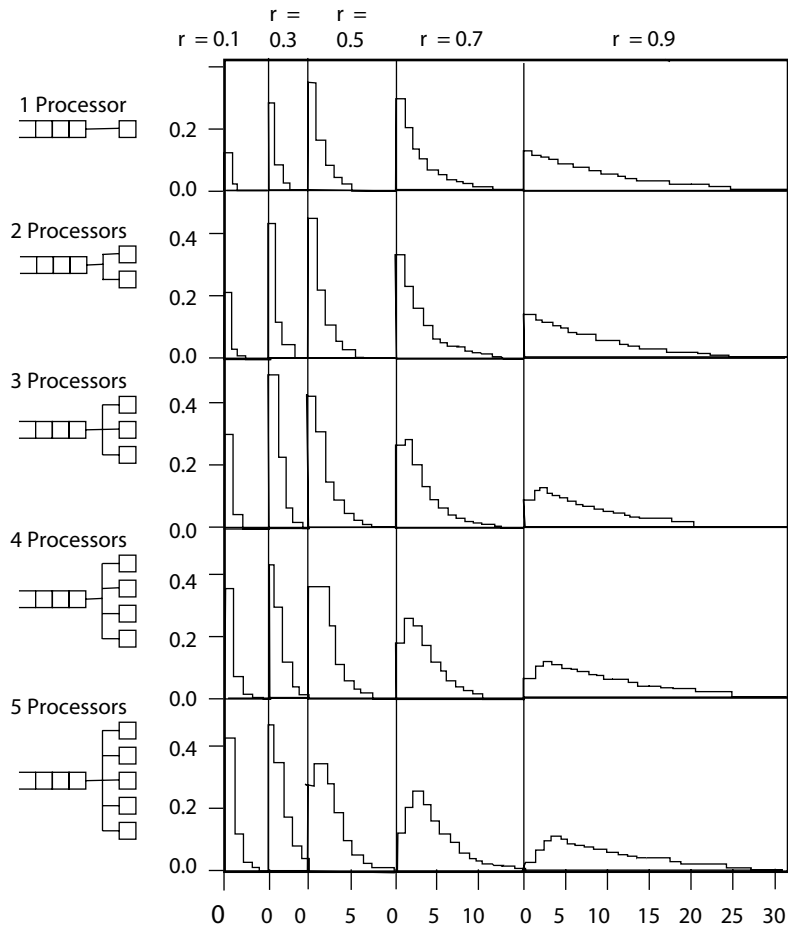 r =
r =
r = 0.1
0.3
0.5
r = 0.7
r = 0.9
1 Processor
0.2
0.0
2 Processors
0.4
0.2
0.0
3 Processors
0.4
0.2
0.0
4 Processors
0.4
0.2
0.0
5 Processors
0.4
0.2
0.0
0 0 0 5 0 5 10 0 5 10 15 20 25 30